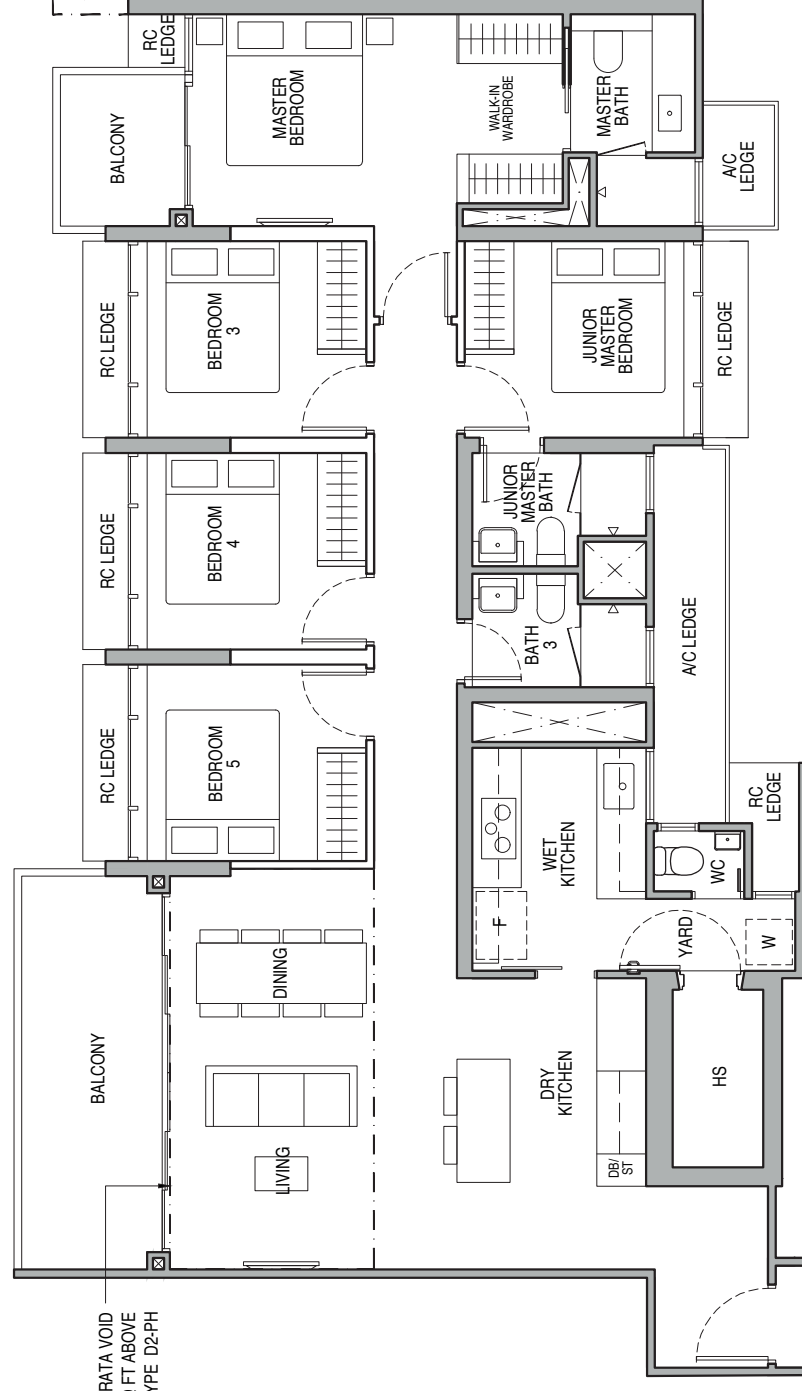 RC
LEDGE
BALCONY
MASTER
BEDROOM
WALK-IN
WARDROBE
MASTER
BATH
A/C
LEDGE
RC LEDGE
BEDROOM
3
JUNIOR
MASTER
BEDROOM
RC LEDGE
RC LEDGE
BEDROOM
4
JUNIOR
MASTER
BATH
BATH
3
A/C LEDGE
RC LEDGE
BEDROOM
5
WET
KITCHEN
RC
LEDGE
WC
F
YARD
W
BALCONY
DINING
LIVING
DRY
KITCHEN
HS
DB/
ST
RATA VOID
FT ABOVE
YPE D2-PH